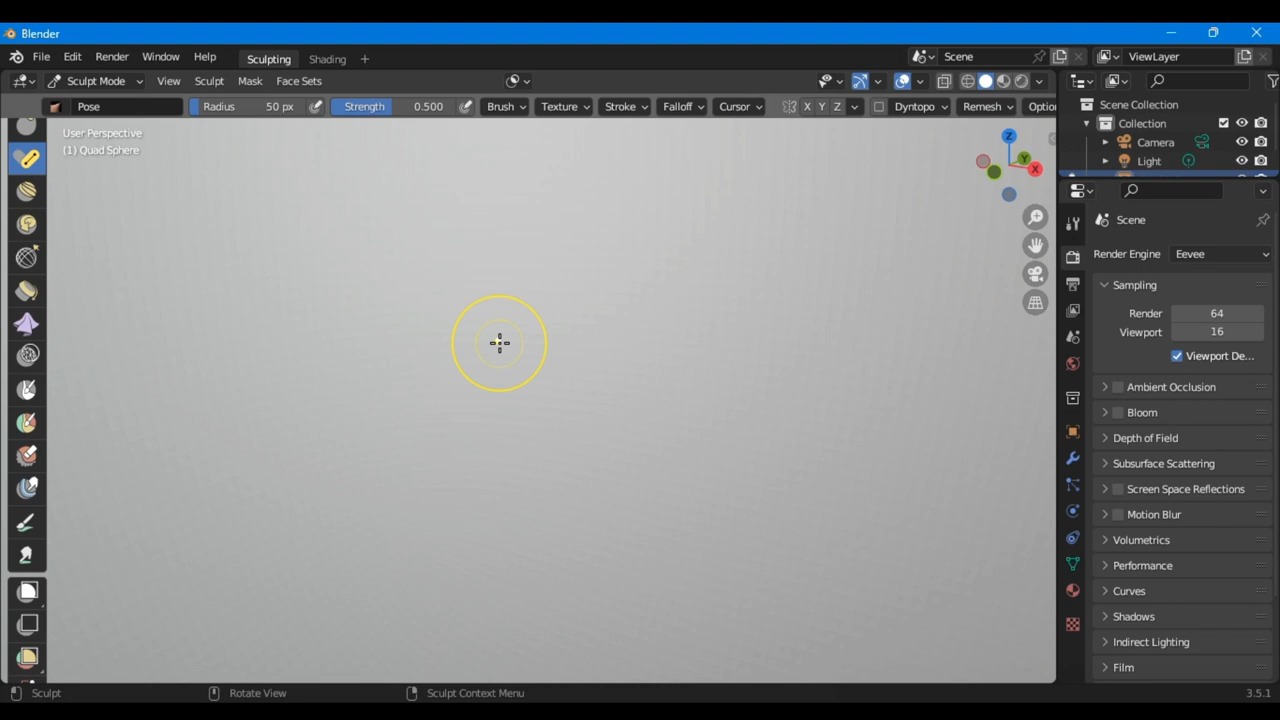 Blender
File Edit Render Window Help Sculpting Shading + Scene ViewLayer
Sculpt Mode View Sculpt Mask Face Sets
Pose Radius 50 px Strength 0.500 Brush Texture Stroke Falloff Cursor X Y Z Dyntopo Remesh Optio
User Perspective
(1) Quad Sphere
Z
Y
X
Scene Collection
Collection
Camera
Light
Scene
Render Engine Eevee
Sampling
Render 64
Viewport 16
Viewport De...
Ambient Occlusion
Bloom
Depth of Field
Subsurface Scattering
Screen Space Reflections
Motion Blur
Volumetrics
Performance
Curves
Shadows
Indirect Lighting
Film
Sculpt Rotate View Sculpt Context Menu 3.5.1